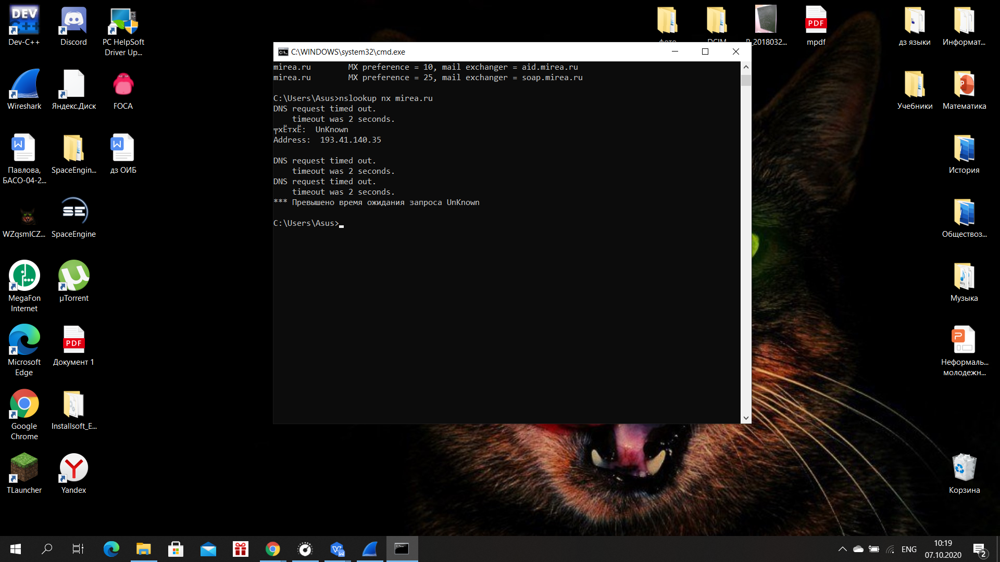 Dev-C++
Discord
PC HelpSoft
Driver Up...
Wireshark
Яндекс.Диск
FOCA
Павлова,
БАСО-04-2...
SpaceEngin...
дз ОИБ
WZqsmICZ...
SpaceEngine
MegaFon
Internet
µTorrent
Microsoft
Edge
PDF
Документ 1
Google
Chrome
Installsoft_E...
TLauncher
Yandex
C:\WINDOWS\system32\cmd.exe
mirea.ru        MX preference = 10, mail exchanger = aid.mirea.ru
mirea.ru        MX preference = 25, mail exchanger = soap.mirea.ru
C:\Users\Asus>nslookup nx mirea.ru
DNS request timed out.
    timeout was 2 seconds.
╤хЁтхЁ:  UnKnown
Address:  193.41.140.35
DNS request timed out.
    timeout was 2 seconds.
DNS request timed out.
    timeout was 2 seconds.
*** Превышено время ожидания запроса UnKnown
C:\Users\Asus>
фото
DCIM
P_2018032...
PDF
mpdf
дз языки
Информат...
Учебники
Математика
История
Обществоз...
Музыка
Неформаль...
молодежн...
Корзина
ENG
10:19
07.10.2020
2